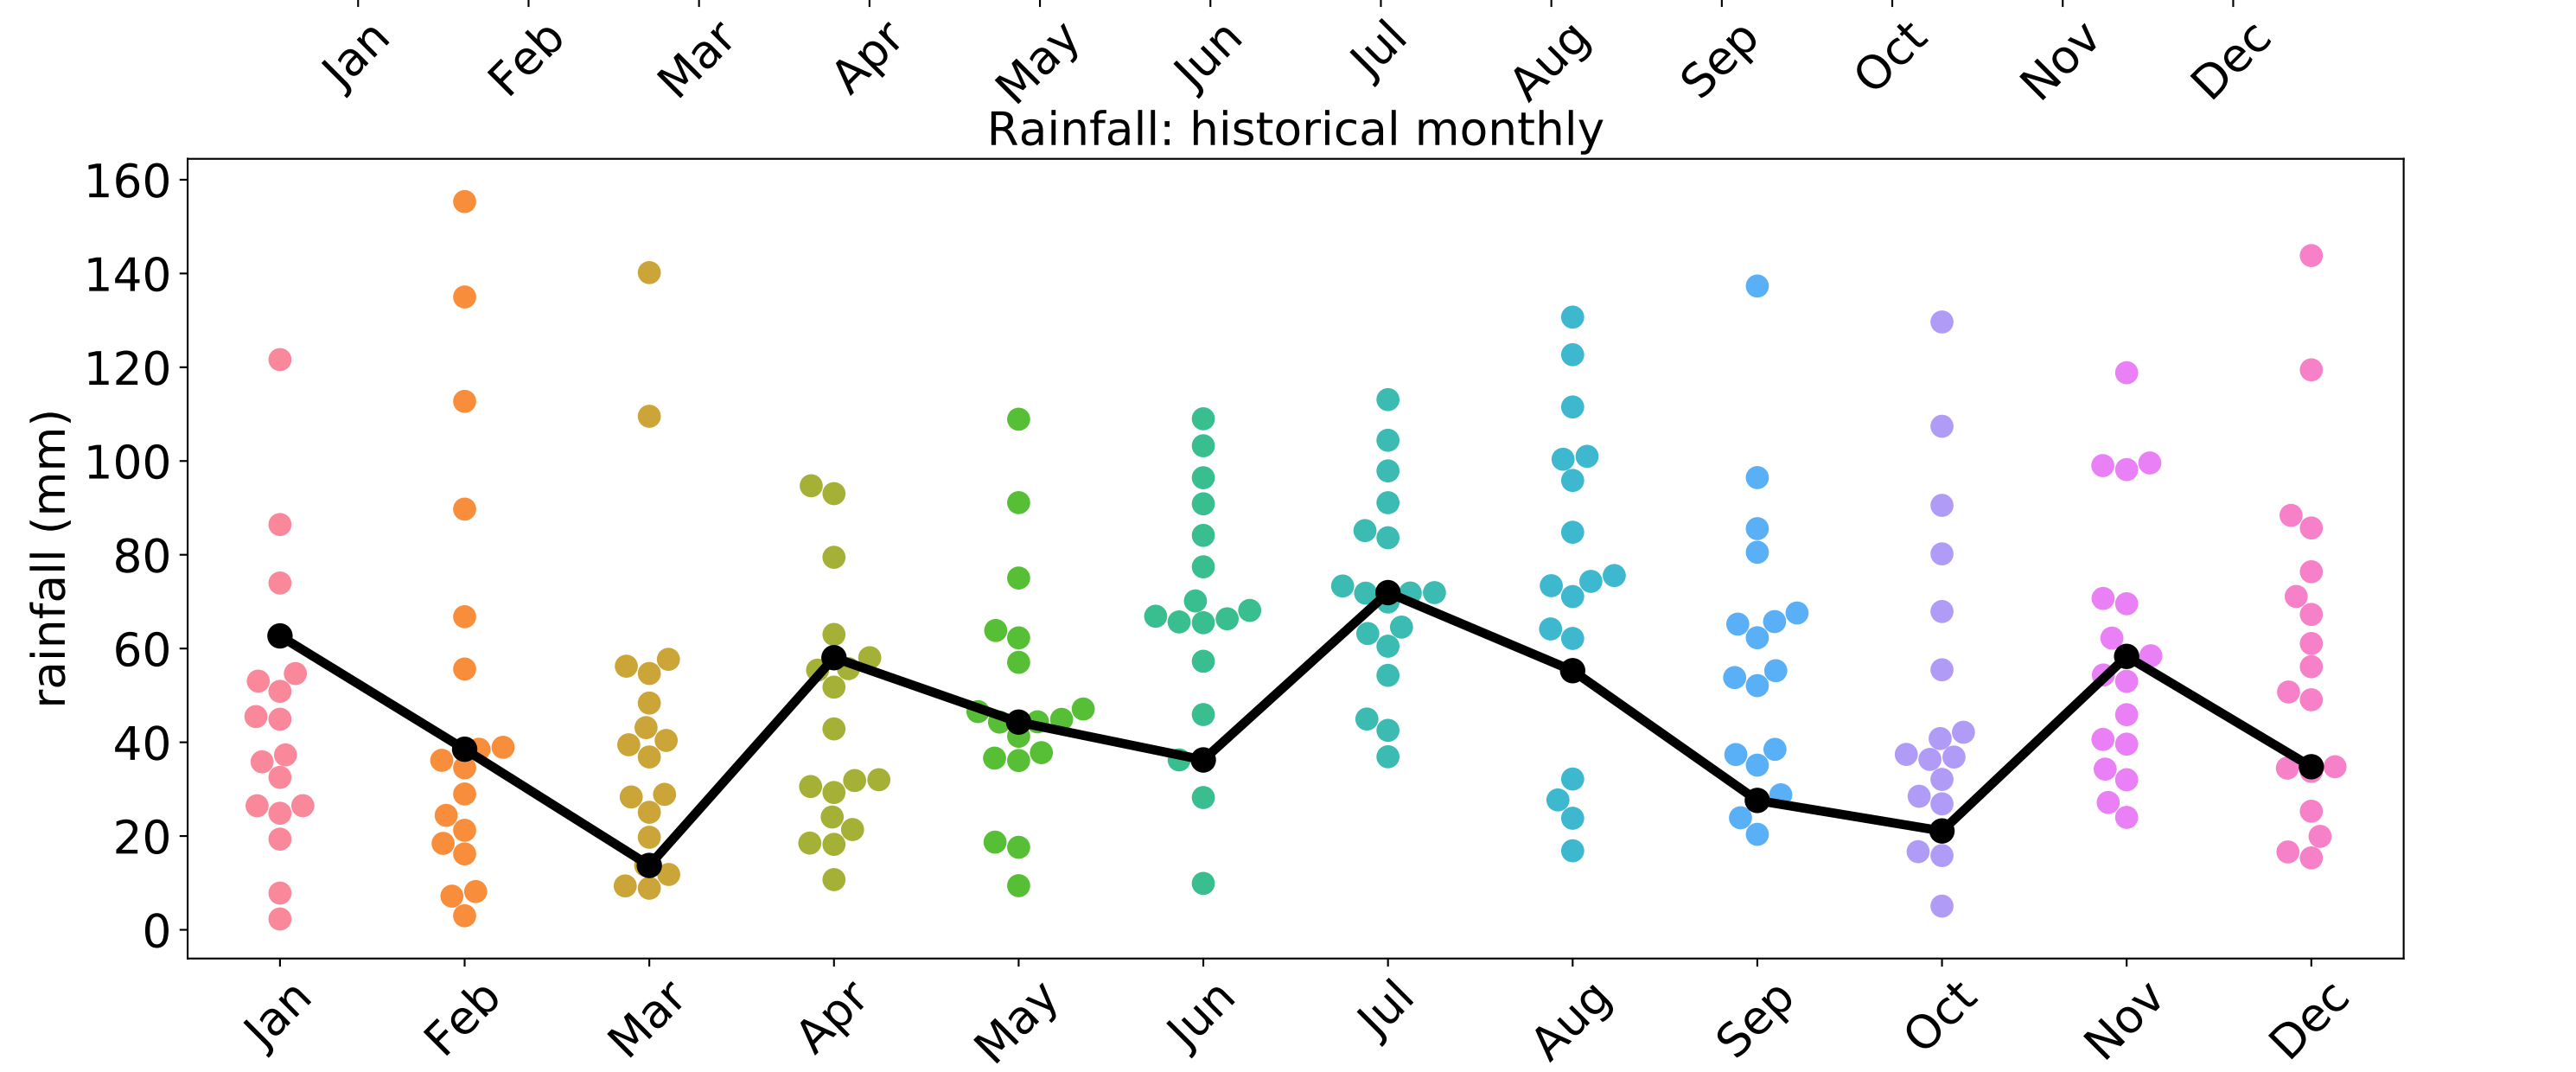 Jan Feb Mar Apr May Jun Jul Aug Sep Oct Nov Dec
Rainfall: historical monthly
160
140
120
100
80
60
40
20
0
rainfall (mm)
Jan Feb Mar Apr May Jun Jul Aug Sep Oct Nov Dec